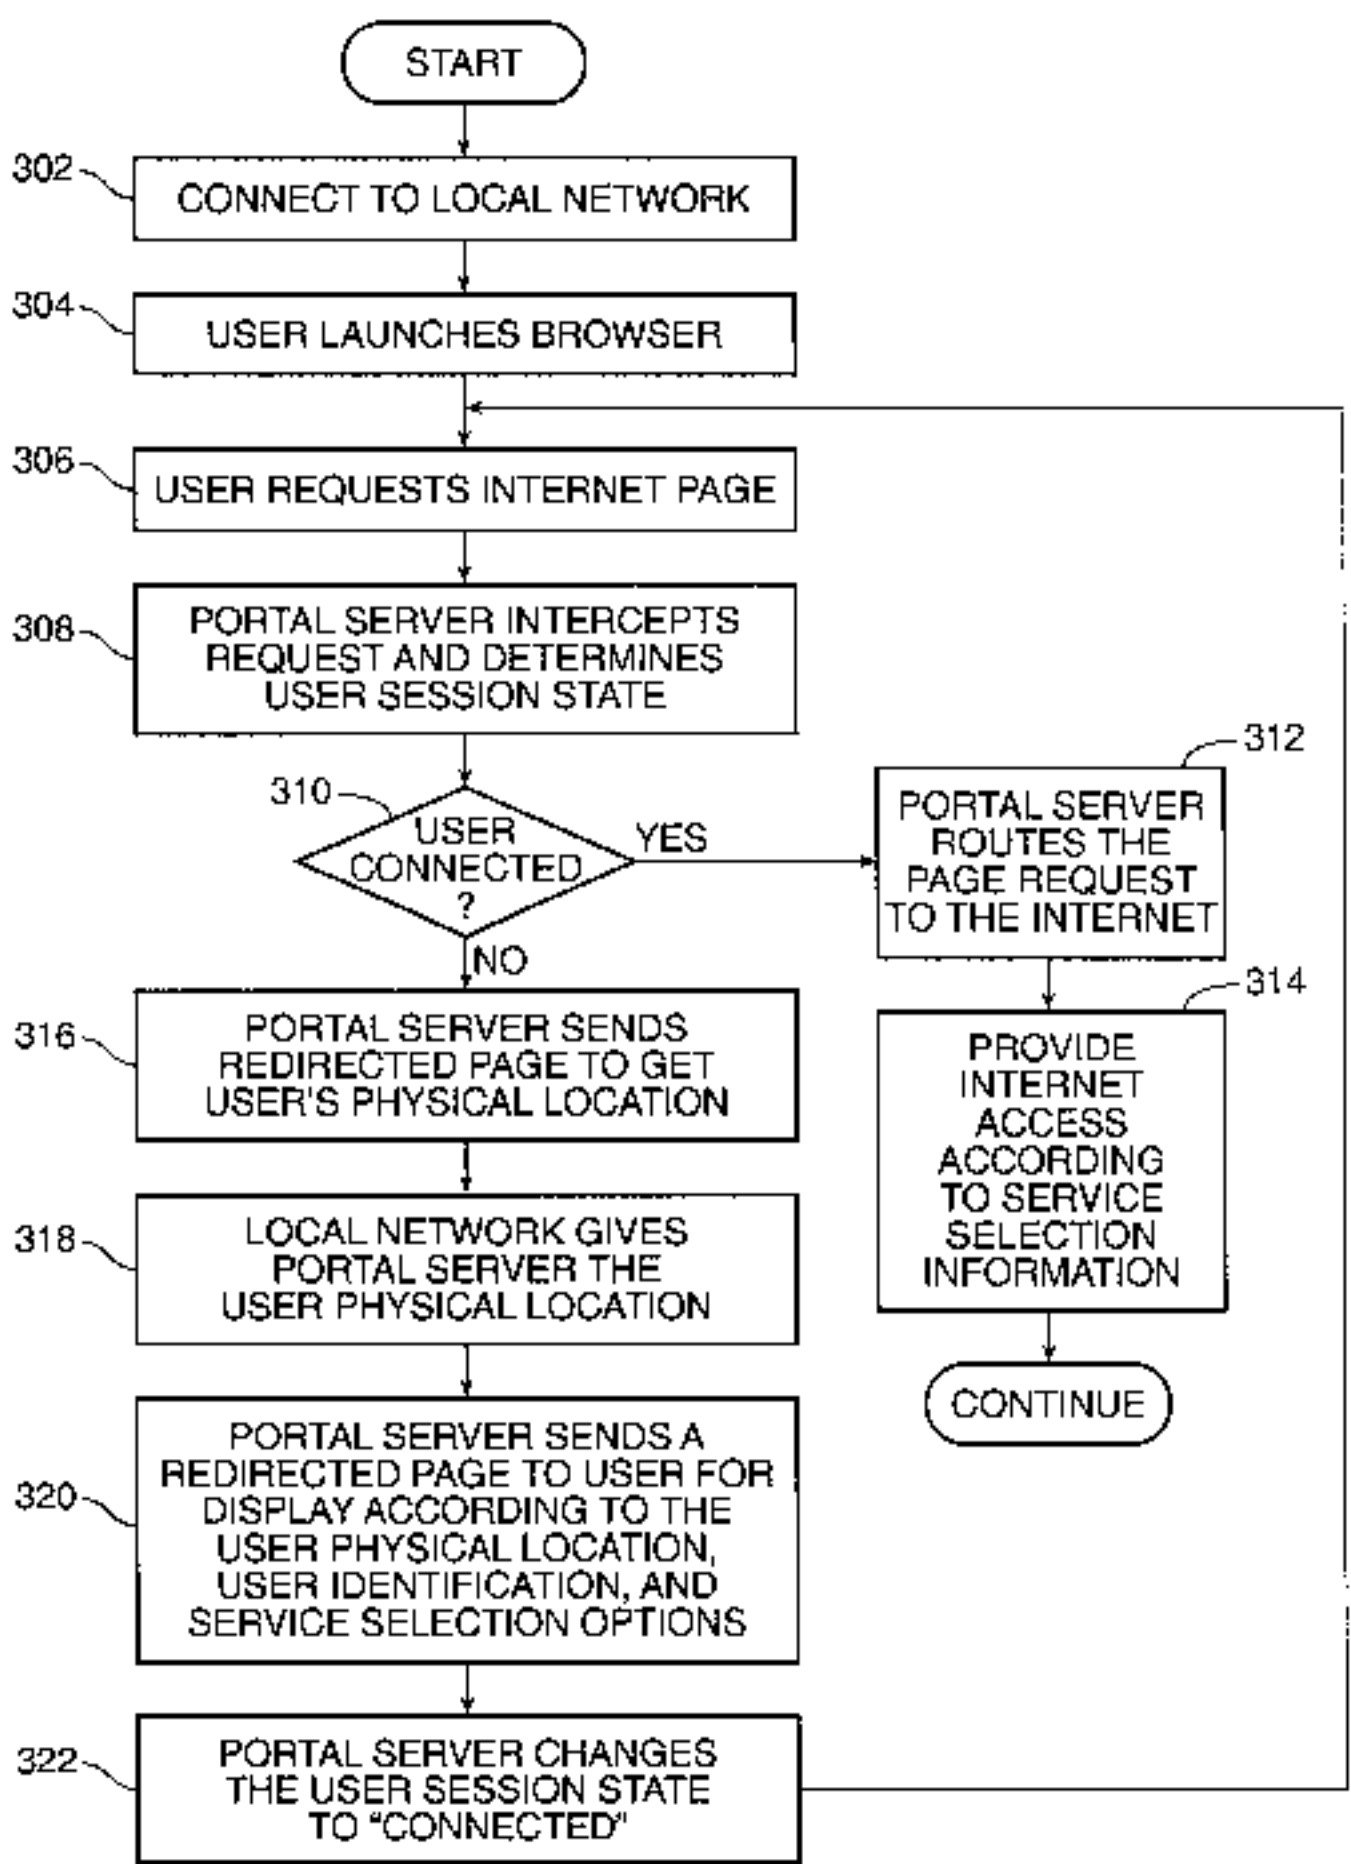 START
302
CONNECT TO LOCAL NETWORK
304
USER LAUNCHES BROWSER
306
USER REQUESTS INTERNET PAGE
308
PORTAL SERVER INTERCEPTS
REQUEST AND DETERMINES
USER SESSION STATE
310
USER
CONNECTED
?
YES
NO
312
PORTAL SERVER
ROUTES THE
PAGE REQUEST
TO THE INTERNET
314
PROVIDE
INTERNET
ACCESS
ACCORDING
TO SERVICE
SELECTION
INFORMATION
CONTINUE
316
PORTAL SERVER SENDS
REDIRECTED PAGE TO GET
USER'S PHYSICAL LOCATION
318
LOCAL NETWORK GIVES
PORTAL SERVER THE
USER PHYSICAL LOCATION
320
PORTAL SERVER SENDS A
REDIRECTED PAGE TO USER FOR
DISPLAY ACCORDING TO THE
USER PHYSICAL LOCATION,
USER IDENTIFICATION, AND
SERVICE SELECTION OPTIONS
322
PORTAL SERVER CHANGES
THE USER SESSION STATE
TO "CONNECTED"